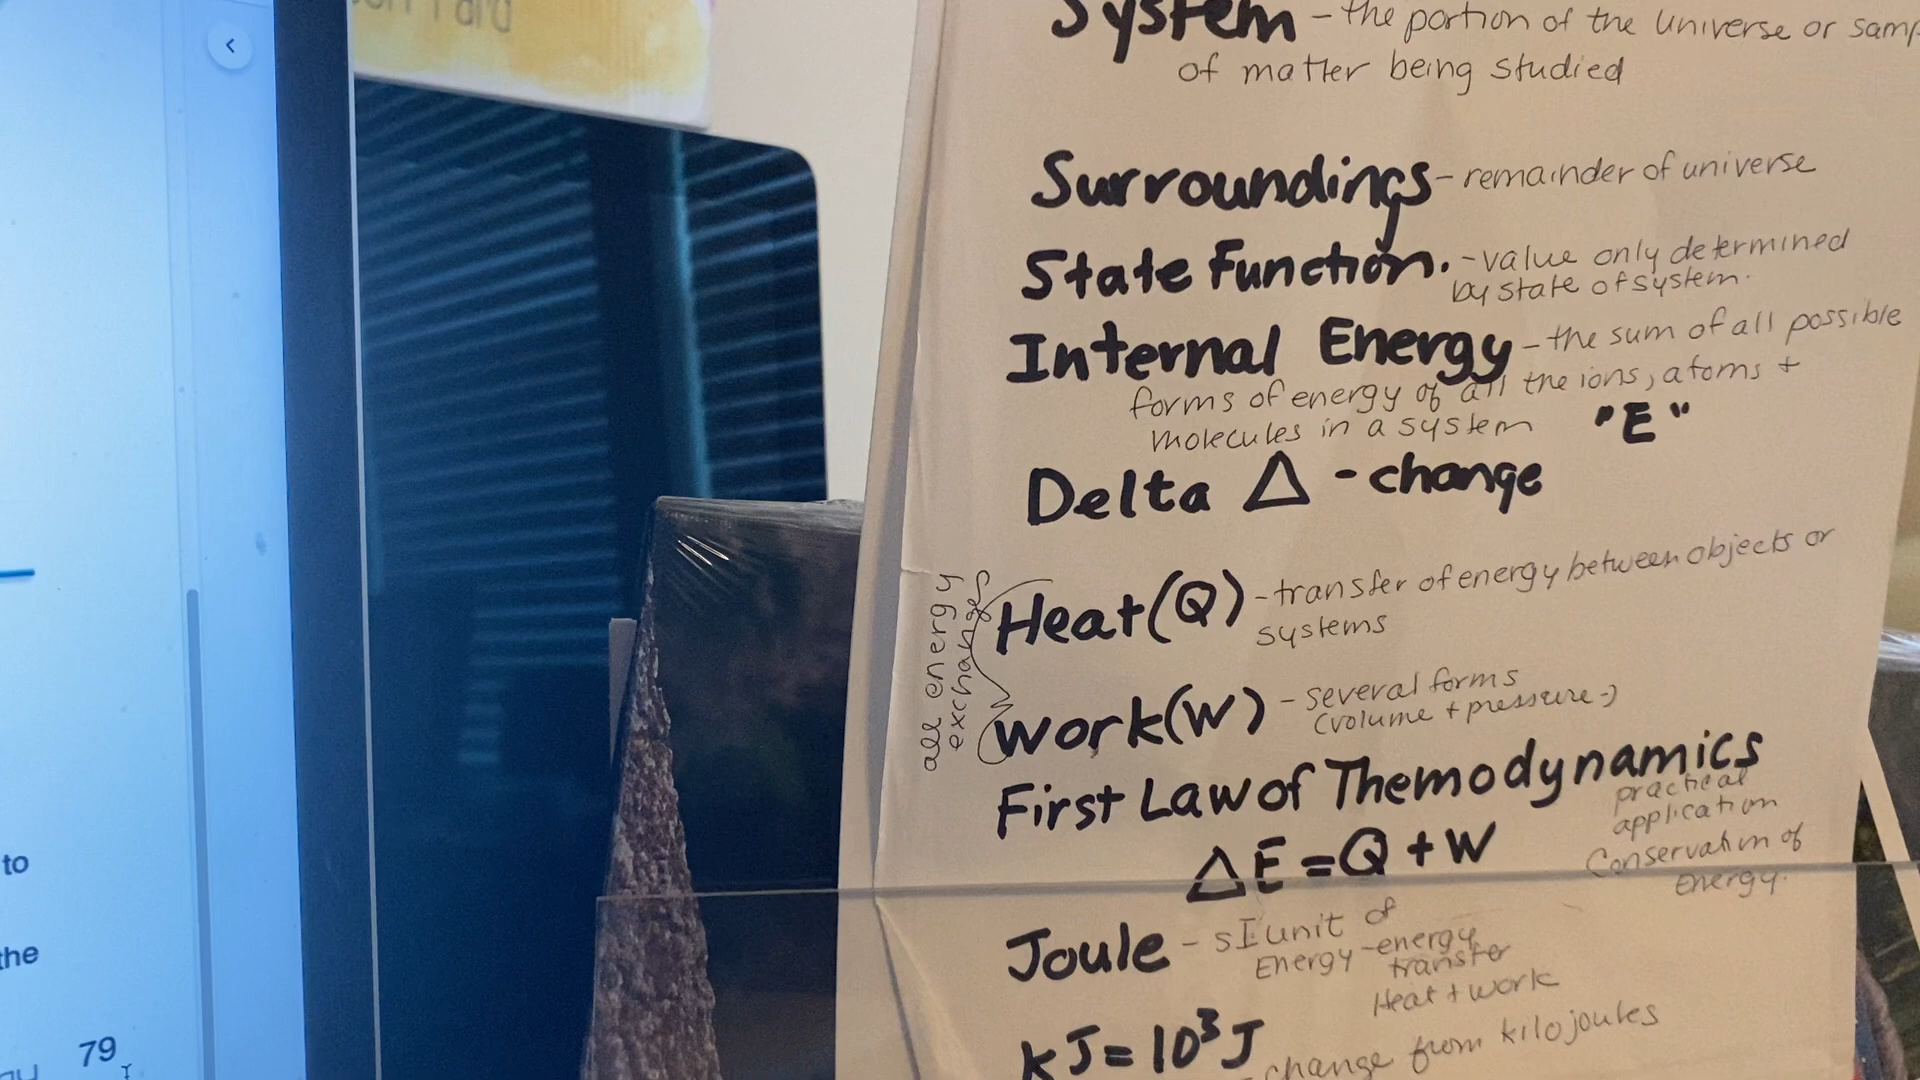 System - the portion of the universe or samp
of matter being studied
Surroundings - remainder of universe
State Function. - value only determined
by state of system.
Internal Energy - the sum of all possible
forms of energy of all the ions, atoms +
molecules in a system "E"
Delta Δ - change
all energy
exchanges
Heat (Q) - transfer of energy between objects or
systems
work (W) - several forms
(volume + pressure -)
First Law of Themodynamics
practical
application
Conservation of
Energy.
ΔE = Q + W
Joule - SI unit of
Energy - energy
transfer
Heat + work
kJ = 10³J
- change from kilojoules
to
the
79